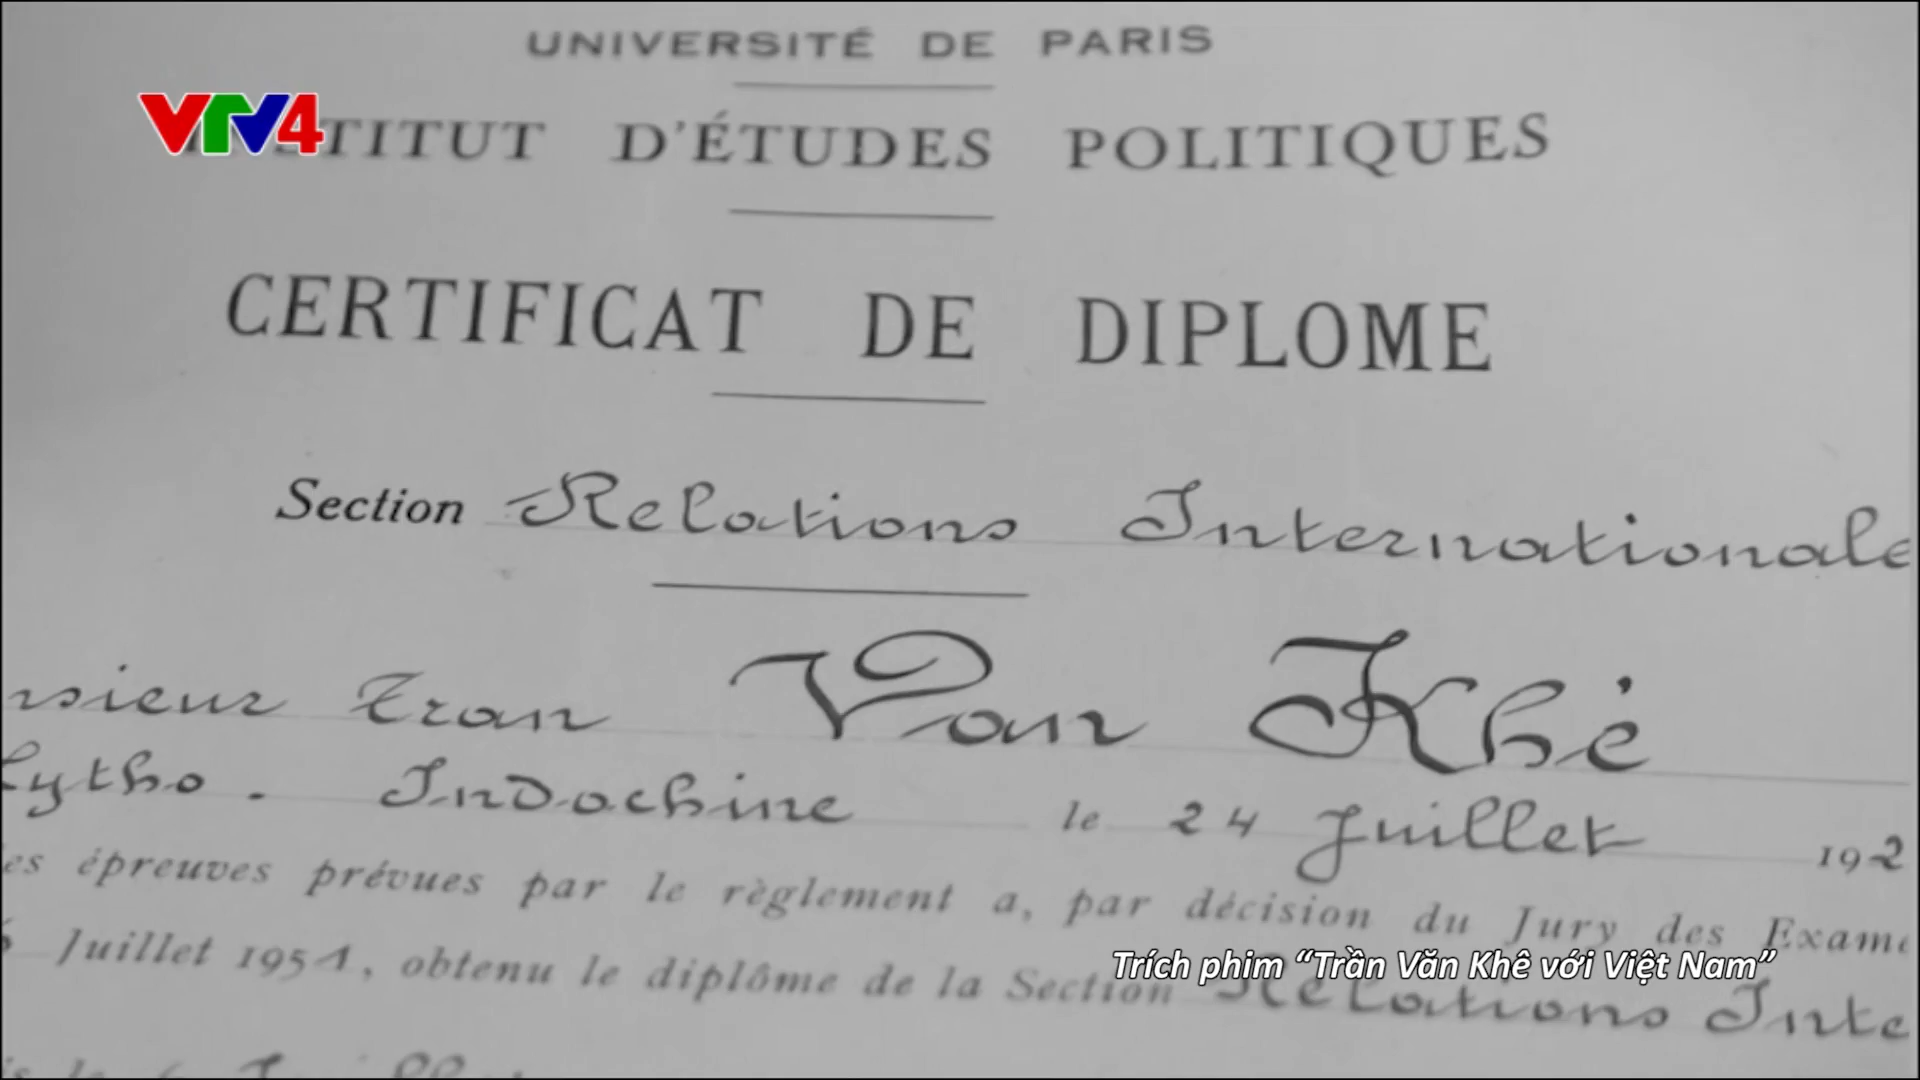 UNIVERSITÉ DE PARIS
VTV4
TITUT D'ÉTUDES POLITIQUES
CERTIFICAT DE DIPLOME
Section Relations Internationale
rsieur Tran Van Khê
ytho. Indochine le 24 Juillet 192
es épreuves prévues par le règlement a, par décision du Jury des Exame
Juillet 1951, obtenu le diplôme de la Section Relations Inte
Trích phim “Trần Văn Khê với Việt Nam”